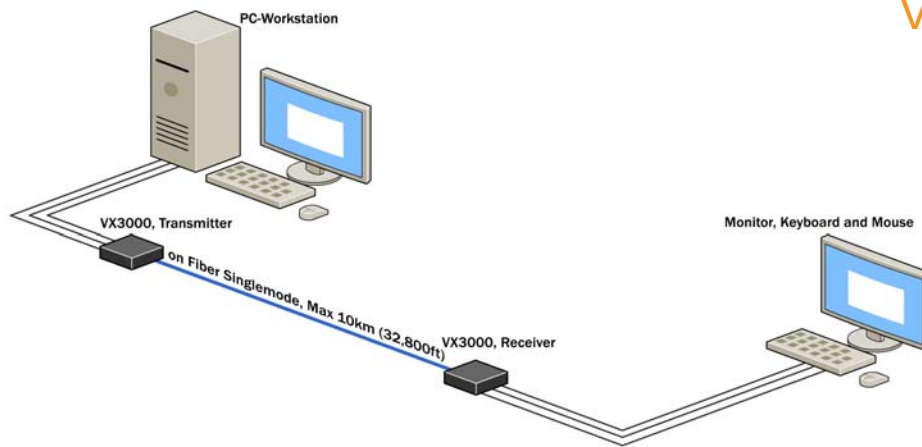 V
PC-Workstation
VX3000, Transmitter
Monitor, Keyboard and Mouse
on Fiber Singlemode, Max 10km (32,800ft)
VX3000, Receiver